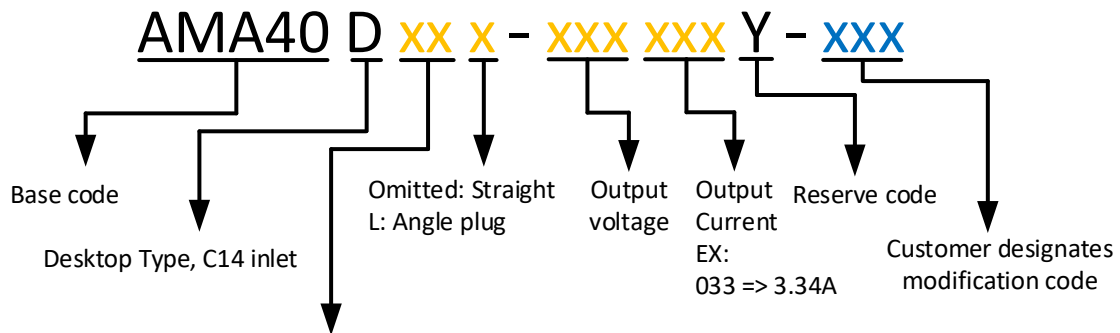 AMA40 D xx x - xxx xxx Y - xxx
Base code
Desktop Type, C14 inlet
Omitted: Straight
L: Angle plug
Output
voltage
Output
Current
EX:
033 => 3.34A
Reserve code
Customer designates
modification code